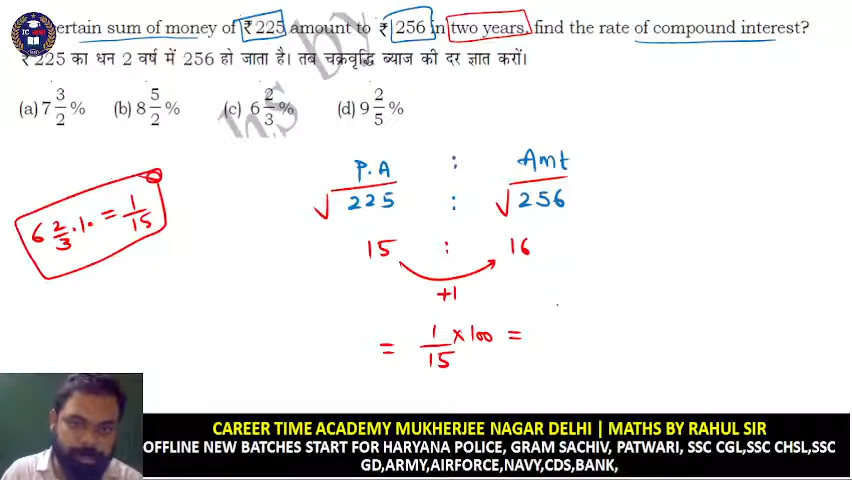 ertain sum of money of ₹225 amount to ₹ 256 in two years, find the rate of compound interest?
₹225 का धन 2 वर्ष में 256 हो जाता है। तब चक्रवृद्धि ब्याज की दर ज्ञात करों।
(a) 7 3/2 % (b) 8 5/2 % (c) 6 2/3 % (d) 9 2/5 %
hs by
P.A : Amt
√225 : √256
6 2/3 % = 1/15
15 : 16
+1
= 1/15 × 100 =
CAREER TIME ACADEMY MUKHERJEE NAGAR DELHI | MATHS BY RAHUL SIR
OFFLINE NEW BATCHES START FOR HARYANA POLICE, GRAM SACHIV, PATWARI, SSC CGL,SSC CHSL,SSC
GD,ARMY,AIRFORCE,NAVY,CDS,BANK,